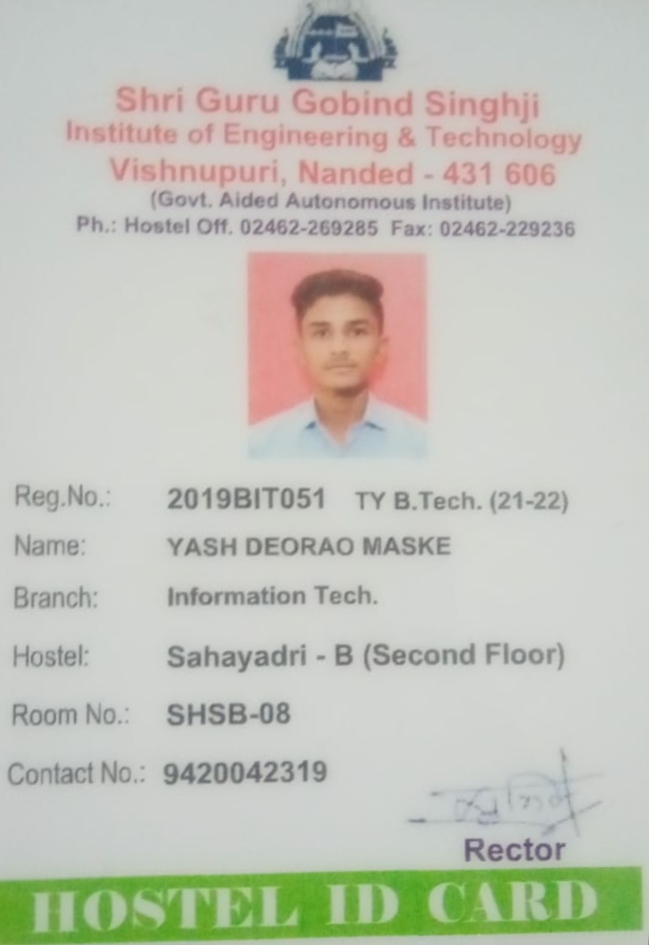 Shri Guru Gobind Singhji
Institute of Engineering & Technology
Vishnupuri, Nanded - 431 606
(Govt. Aided Autonomous Institute)
Ph.: Hostel Off. 02462-269285 Fax: 02462-229236
Reg.No.: 2019BIT051 TY B.Tech. (21-22)
Name: YASH DEORAO MASKE
Branch: Information Tech.
Hostel: Sahayadri - B (Second Floor)
Room No.: SHSB-08
Contact No.: 9420042319
Rector
HOSTEL ID CARD